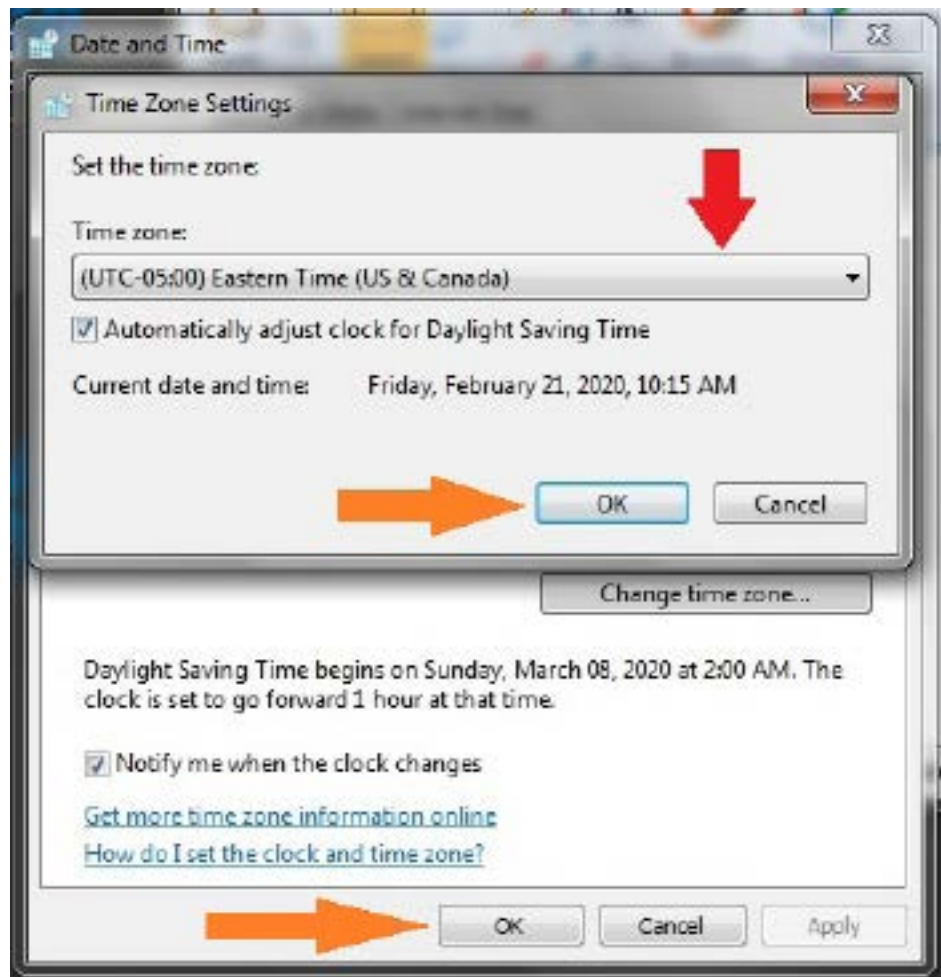 Date and Time
Time Zone Settings
Set the time zone:
Time zone:
(UTC-05:00) Eastern Time (US & Canada)
Automatically adjust clock for Daylight Saving Time
Current date and time: Friday, February 21, 2020, 10:15 AM
OK Cancel
Change time zone...
Daylight Saving Time begins on Sunday, March 08, 2020 at 2:00 AM. The
clock is set to go forward 1 hour at that time.
Notify me when the clock changes
Get more time zone information online
How do I set the clock and time zone?
OK Cancel Apply